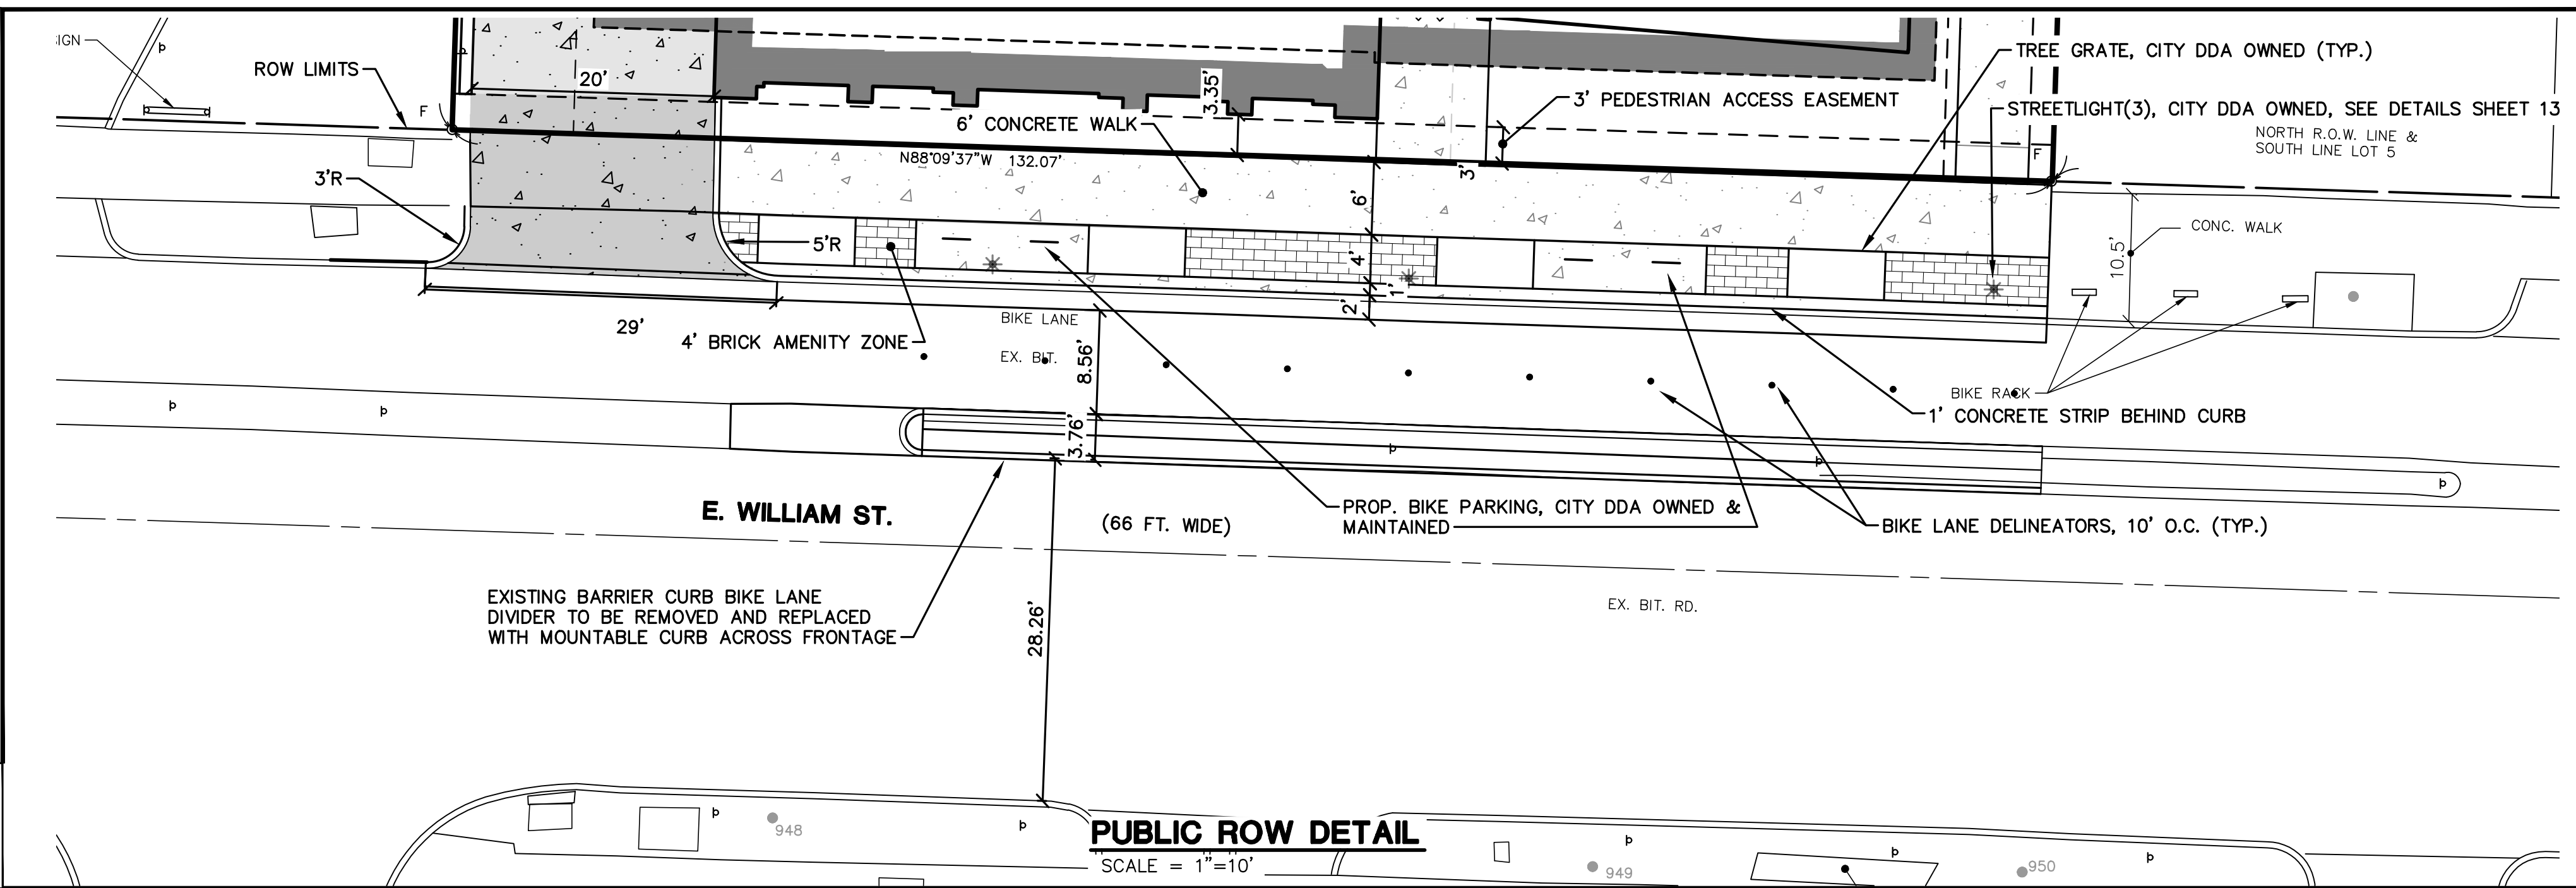 IGN
ROW LIMITS
F
20'
3.35'
TREE GRATE, CITY DDA OWNED (TYP.)
3' PEDESTRIAN ACCESS EASEMENT
STREETLIGHT(3), CITY DDA OWNED, SEE DETAILS SHEET 13
6' CONCRETE WALK
NORTH R.O.W. LINE &
SOUTH LINE LOT 5
N88°09'37"W 132.07'
F
3'R
3'
6'
CONC. WALK
5'R
4'
10.5'
1'
2'
29'
BIKE LANE
4' BRICK AMENITY ZONE
EX. BIT.
8.56'
BIKE RACK
1' CONCRETE STRIP BEHIND CURB
3.76'
E. WILLIAM ST.
(66 FT. WIDE)
PROP. BIKE PARKING, CITY DDA OWNED &
MAINTAINED
BIKE LANE DELINEATORS, 10' O.C. (TYP.)
EXISTING BARRIER CURB BIKE LANE
DIVIDER TO BE REMOVED AND REPLACED
WITH MOUNTABLE CURB ACROSS FRONTAGE
28.26'
EX. BIT. RD.
948
PUBLIC ROW DETAIL
SCALE = 1"=10'
949
950